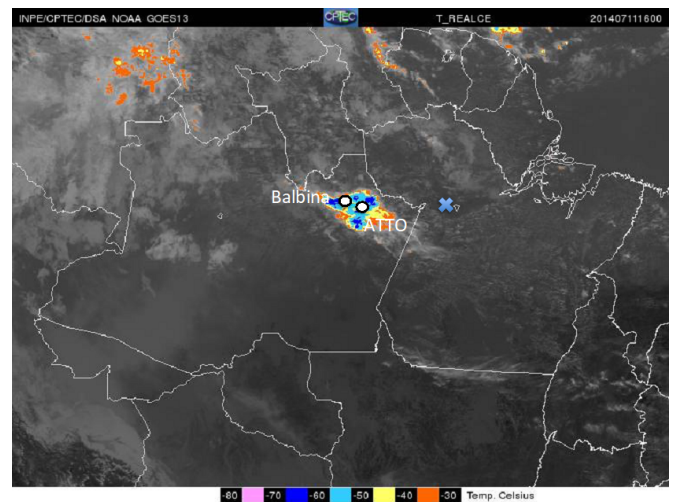 INPE/CPTEC/DSA NOAA GOES13 CPTEC T_REALCE 201407111600
Balbina
ATTO
-80 -70 -60 -50 -40 -30 Temp. Celsius